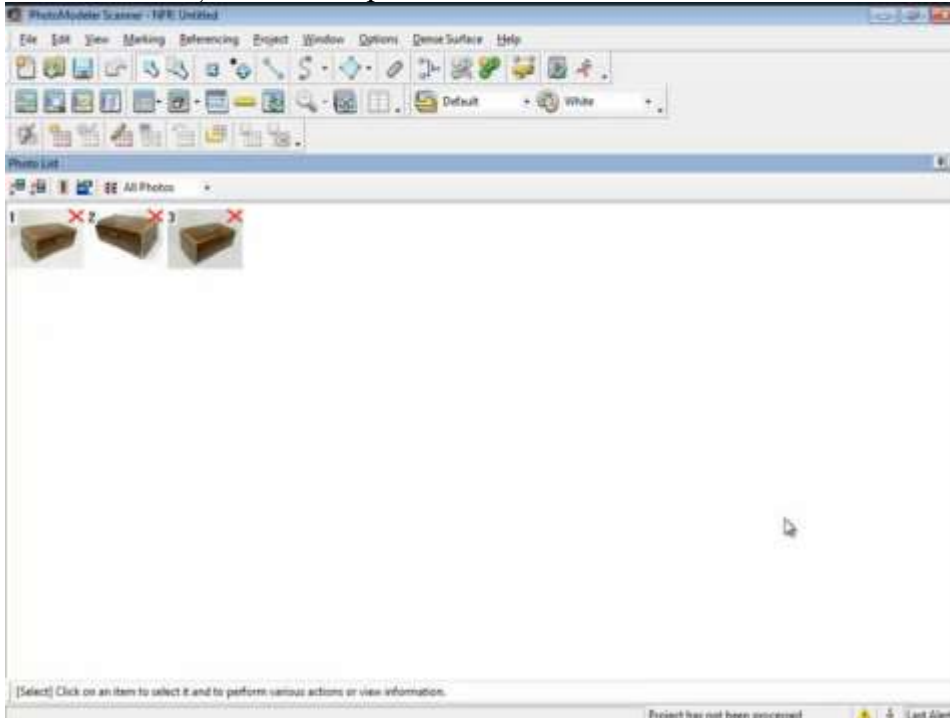 PhotoModeler Scanner - NFR: Untitled
File Edit View Marking Referencing Project Window Options Dense Surface Help
Default White
Photo List
All Photos
1 2 3
[Select] Click on an item to select it and to perform various actions or view information.
Project has not been processed